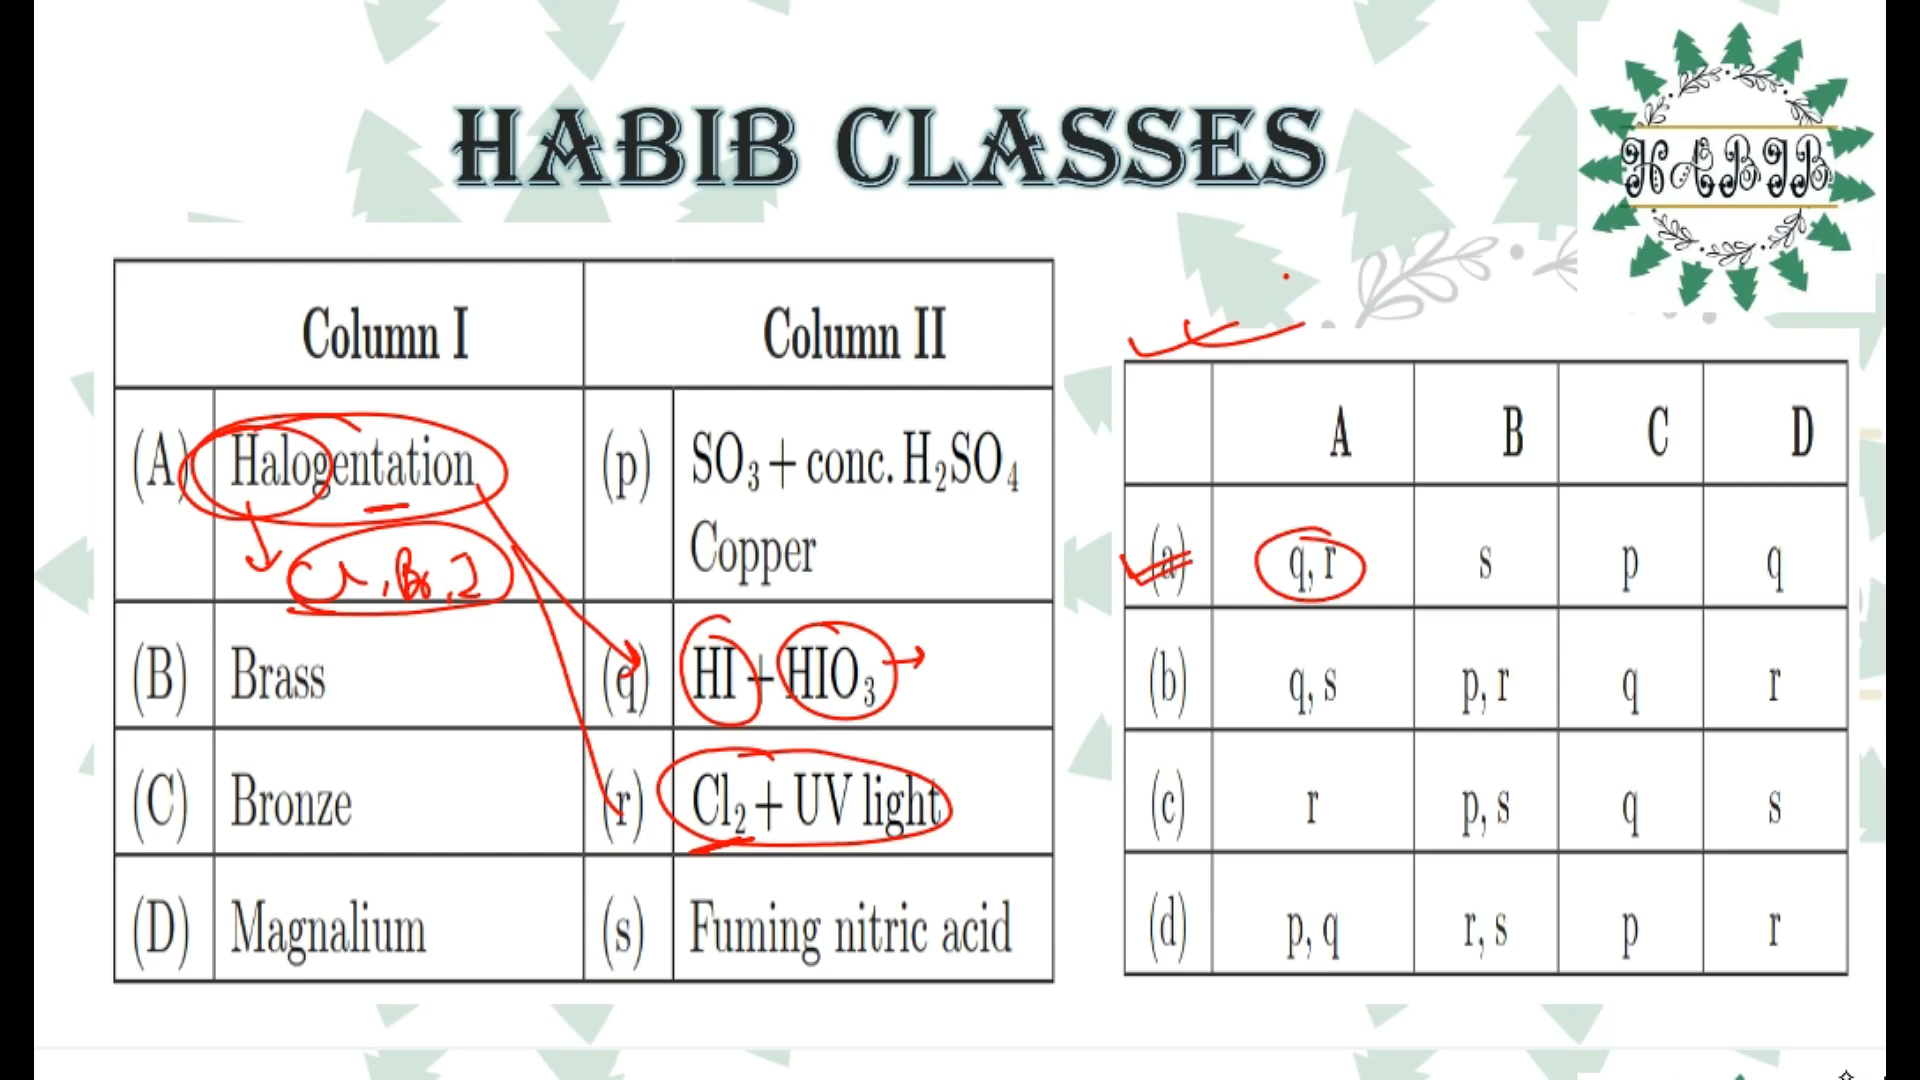 HABIB CLASSES
HABIB
Column I Column II
(A) Halogentation (p) SO₃ + conc. H₂SO₄
Copper
Cl, Br, I
(B) Brass (q) HI + HIO₃ →
(C) Bronze (r) Cl₂ + UV light
(D) Magnalium (s) Fuming nitric acid
A B C D
(a) q, r s p q
(b) q, s p, r q r
(c) r p, s q s
(d) p, q r, s p r